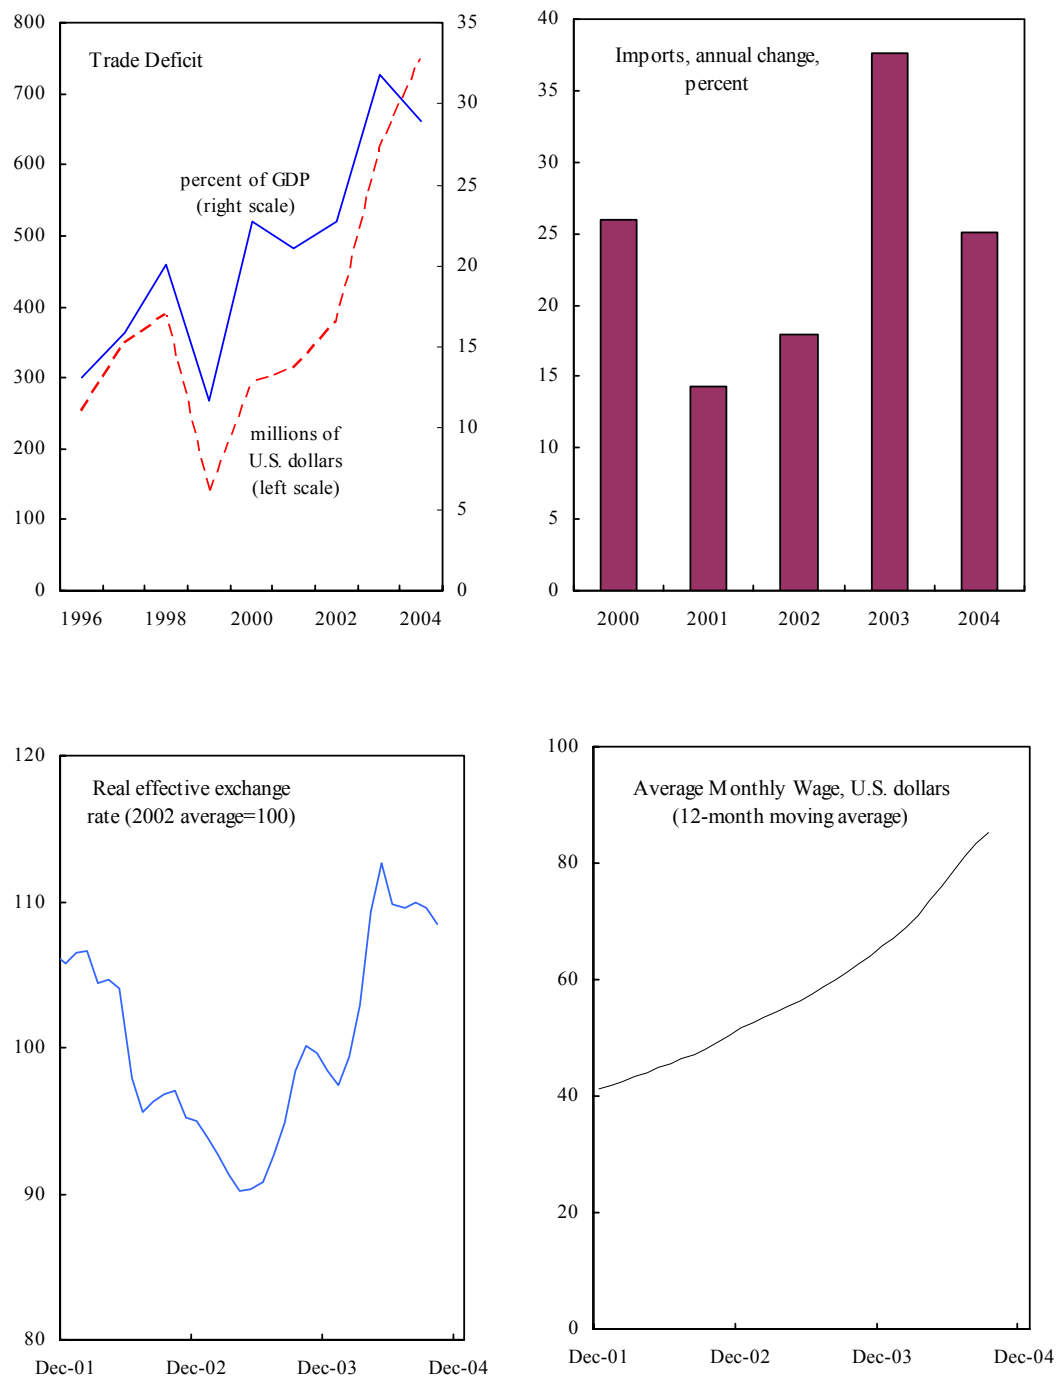 Trade Deficit
800
700
600
500
400
300
200
100
0
35
30
25
20
15
10
5
0
percent of GDP
(right scale)
millions of
U.S. dollars
(left scale)
1996 1998 2000 2002 2004
Imports, annual change,
percent
40
35
30
25
20
15
10
5
0
2000 2001 2002 2003 2004
Real effective exchange
rate (2002 average=100)
120
110
100
90
80
Dec-01 Dec-02 Dec-03 Dec-04
Average Monthly Wage, U.S. dollars
(12-month moving average)
100
80
60
40
20
0
Dec-01 Dec-02 Dec-03 Dec-04